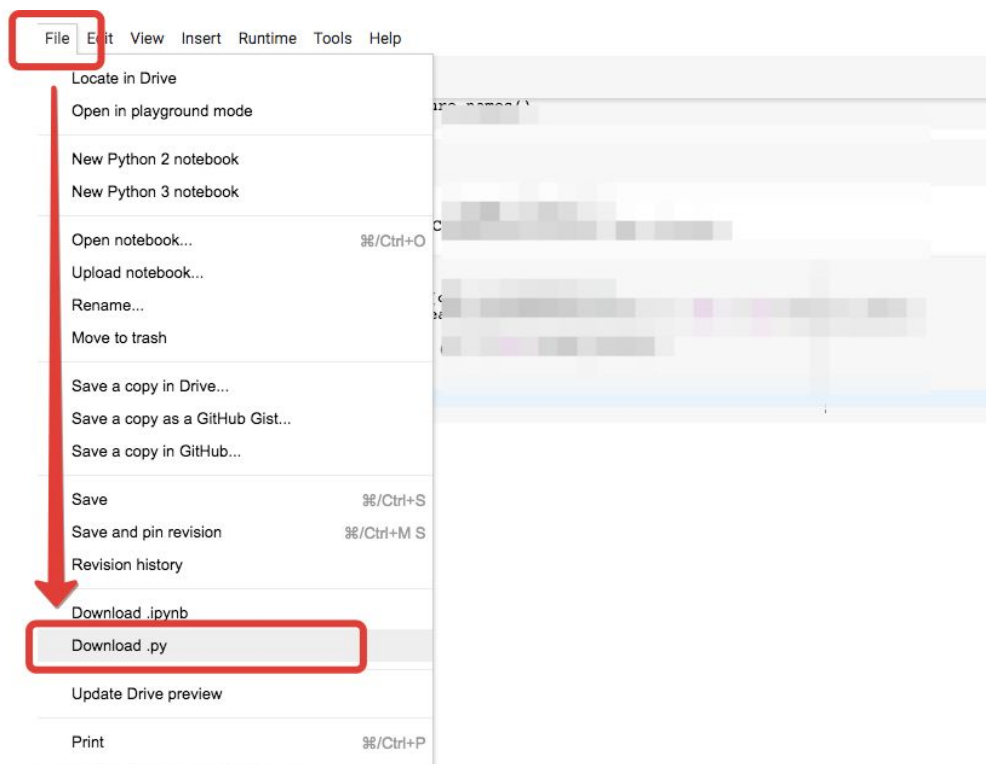 File Edit View Insert Runtime Tools Help
Locate in Drive
Open in playground mode
New Python 2 notebook
New Python 3 notebook
Open notebook... ⌘/Ctrl+O
Upload notebook...
Rename...
Move to trash
Save a copy in Drive...
Save a copy as a GitHub Gist...
Save a copy in GitHub...
Save ⌘/Ctrl+S
Save and pin revision ⌘/Ctrl+M S
Revision history
Download .ipynb
Download .py
Update Drive preview
Print ⌘/Ctrl+P